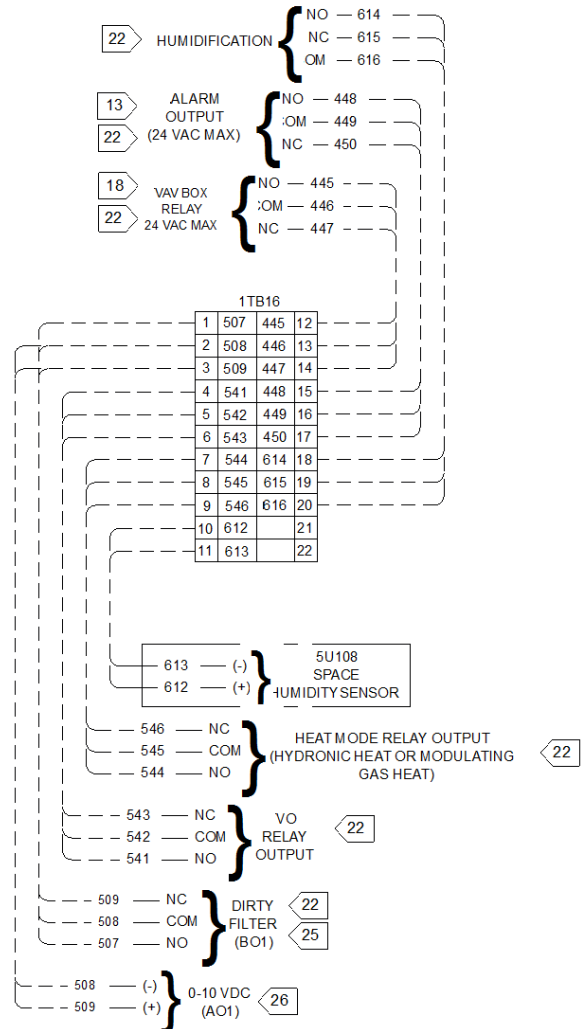 22 HUMIDIFICATION NO 614
NC 615
OM 616
13 ALARM OUTPUT (24 VAC MAX) 22
NO 448
:OM 449
NC 450
18 VAV BOX RELAY 24 VAC MAX 22
NO 445
:OM 446
NC 447
1TB16
1 507 445 12
2 508 446 13
3 509 447 14
4 541 448 15
5 542 449 16
6 543 450 17
7 544 614 18
8 545 615 19
9 546 616 20
10 612 21
11 613 22
613 (-)
612 (+)
5U108
SPACE
HUMIDITY SENSOR
546 NC
545 COM
544 NO
HEAT MODE RELAY OUTPUT
(HYDRONIC HEAT OR MODULATING
GAS HEAT)
22
543 NC
542 COM
541 NO
VO
RELAY
OUTPUT
22
509 NC
508 COM
507 NO
DIRTY
FILTER
(BO1)
22
25
508 (-)
509 (+)
0-10 VDC
(AO1)
26